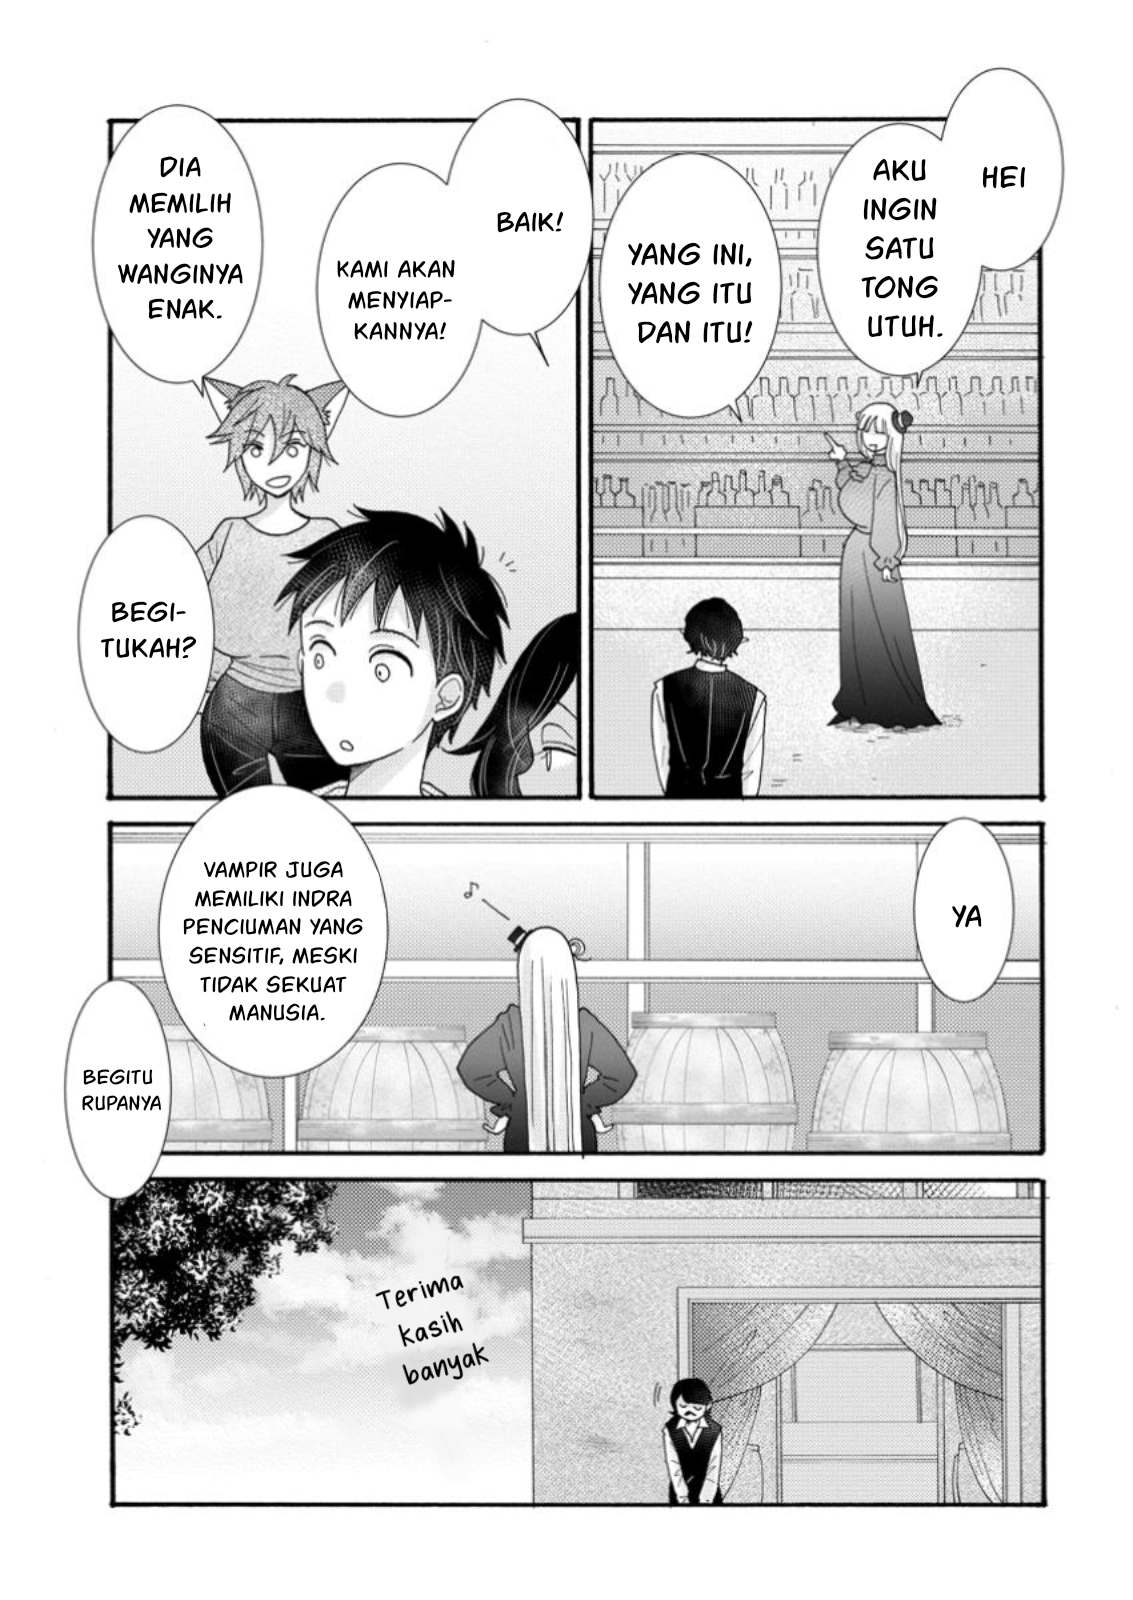 HEI
AKU
INGIN
SATU
TONG
UTUH.
YANG INI,
YANG ITU
DAN ITU!
BAIK!
KAMI AKAN
MENYIAP-
KANNYA!
DIA
MEMILIH
YANG
WANGINYA
ENAK.
BEGI-
TUKAH?
YA
VAMPIR JUGA
MEMILIKI INDRA
PENCIUMAN YANG
SENSITIF, MESKI
TIDAK SEKUAT
MANUSIA.
BEGITU
RUPANYA
Terima
kasih
banyak